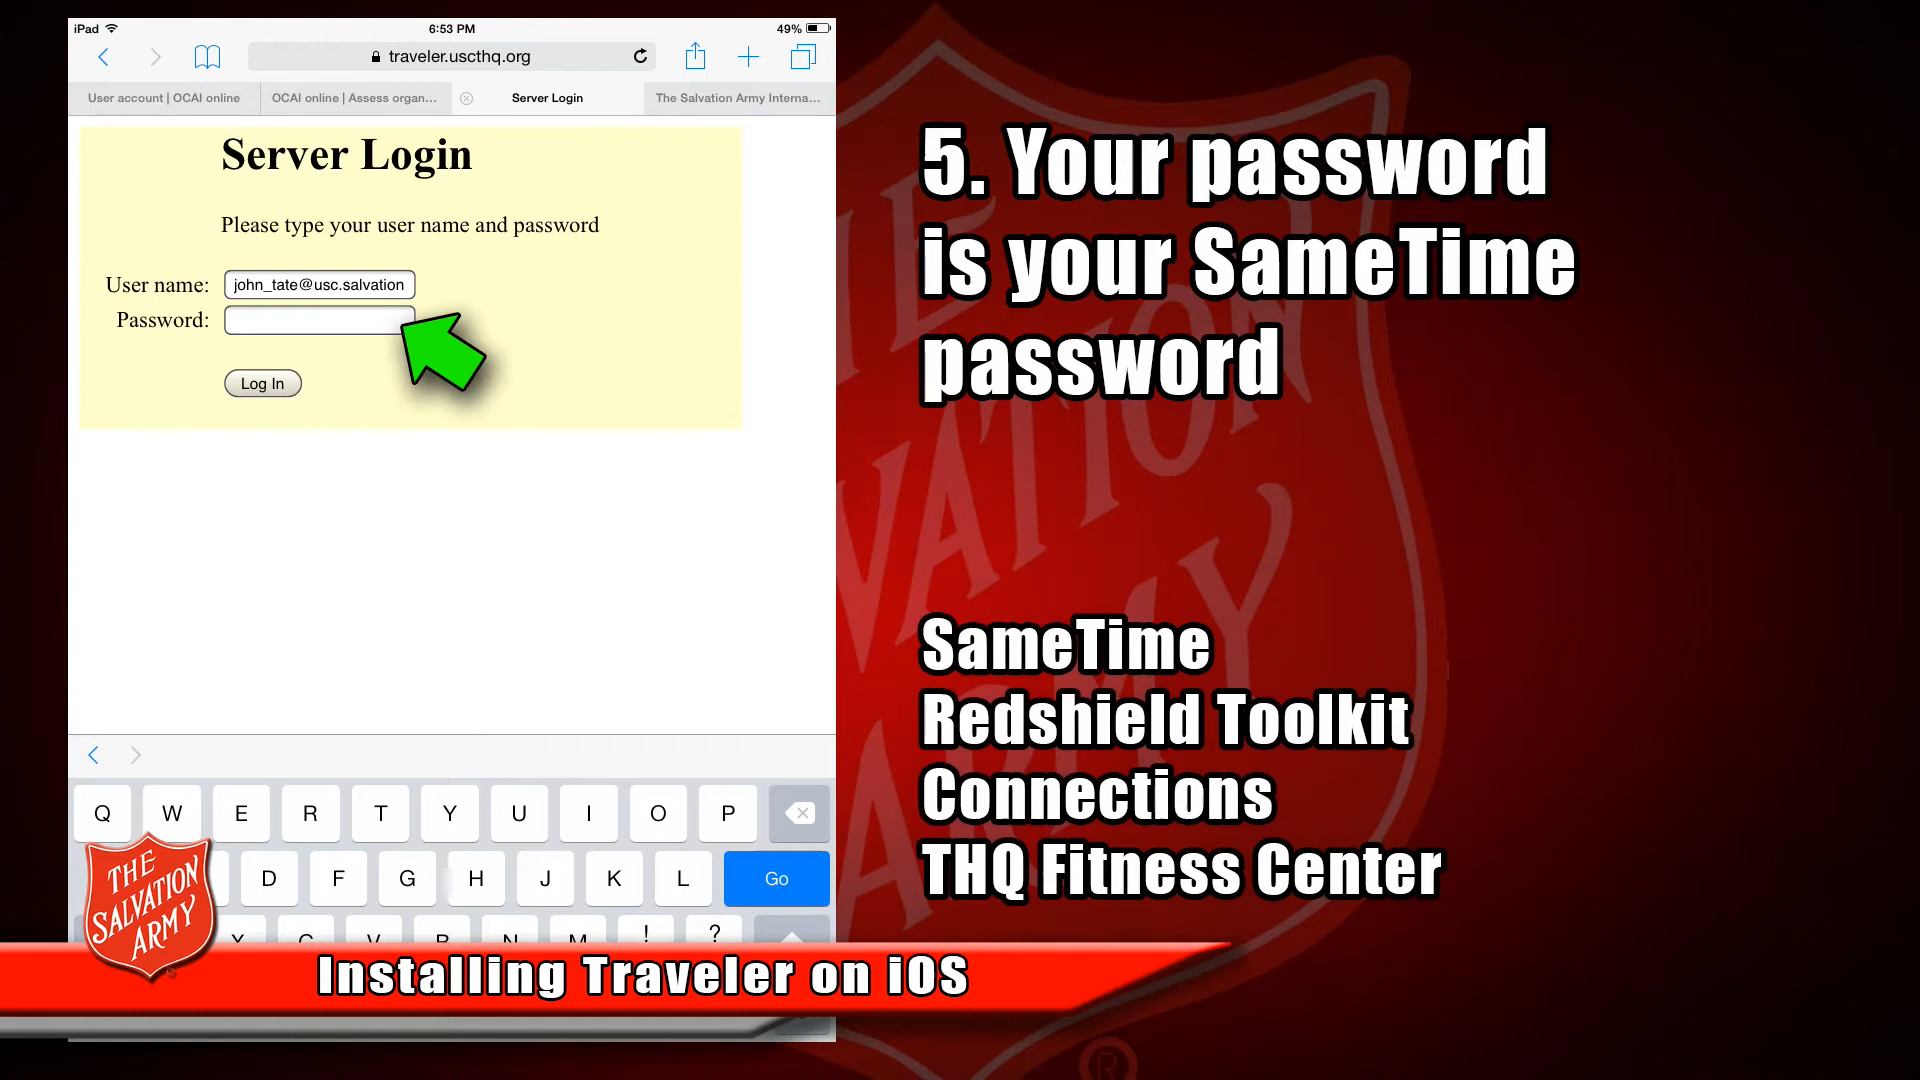 iPad
6:53 PM
49%
traveler.uscthq.org
User account | OCAI online
OCAI online | Assess organ...
Server Login
The Salvation Army Interna...
Server Login
Please type your user name and password
User name:
john_tate@usc.salvation
Password:
Log In
5. Your password
is your SameTime
password
SameTime
Redshield Toolkit
Connections
THQ Fitness Center
Q W E R T Y U I O P
D F G H J K L Go
X C V B N M ! ?
THE
SALVATION
ARMY
Installing Traveler on iOS
THE
SALVATION
ARMY
®